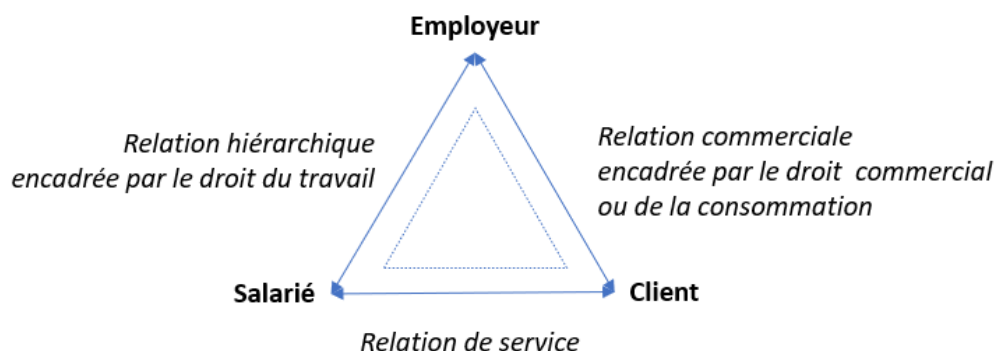 Employeur
Relation hiérarchique
encadrée par le droit du travail
Relation commerciale
encadrée par le droit  commercial
ou de la consommation
Salarié
Client
Relation de service